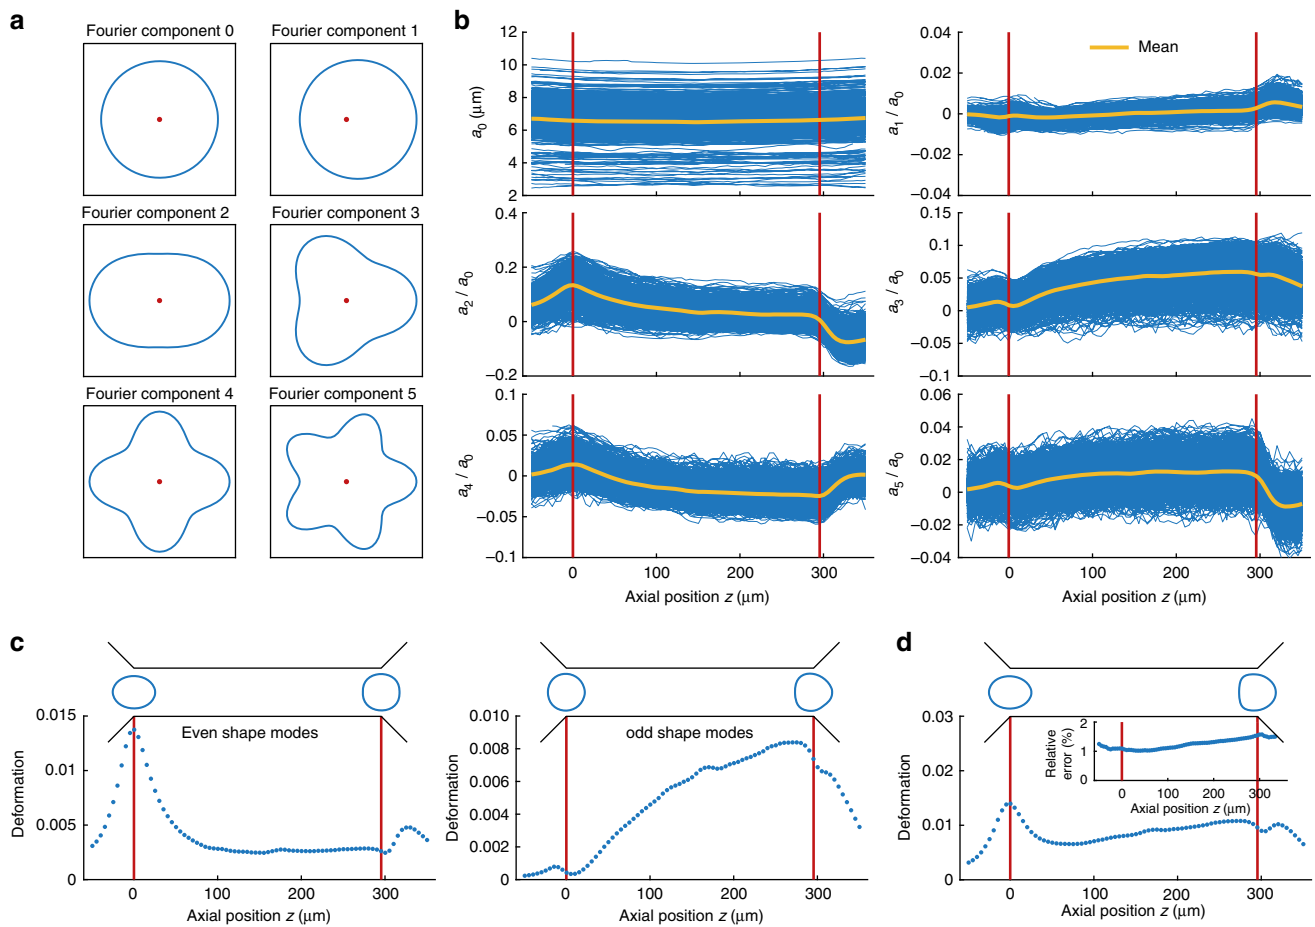 a
Fourier component 0
Fourier component 1
Fourier component 2
Fourier component 3
Fourier component 4
Fourier component 5
b
12
10
8
6
4
2
a0 (μm)
Mean
0.04
0.02
0
−0.02
−0.04
a1 / a0
0.4
0.2
0
−0.2
a2 / a0
0.15
0.10
0.05
0
−0.05
−0.1
a3 / a0
0.1
0.05
0
−0.05
−0.1
a4 / a0
0 100 200 300
Axial position z (μm)
0.06
0.04
0.02
0
−0.02
−0.04
a5 / a0
0 100 200 300
Axial position z (μm)
c
Even shape modes
0.015
0.01
0.005
0
Deformation
0 100 200 300
Axial position z (μm)
odd shape modes
0.010
0.008
0.006
0.004
0.002
0
Deformation
0 100 200 300
Axial position z (μm)
d
0.03
0.02
0.01
0
Deformation
0 100 200 300
Axial position z (μm)
2
1
0
Relative
error (%)
0 100 200 300
Axial position z (μm)